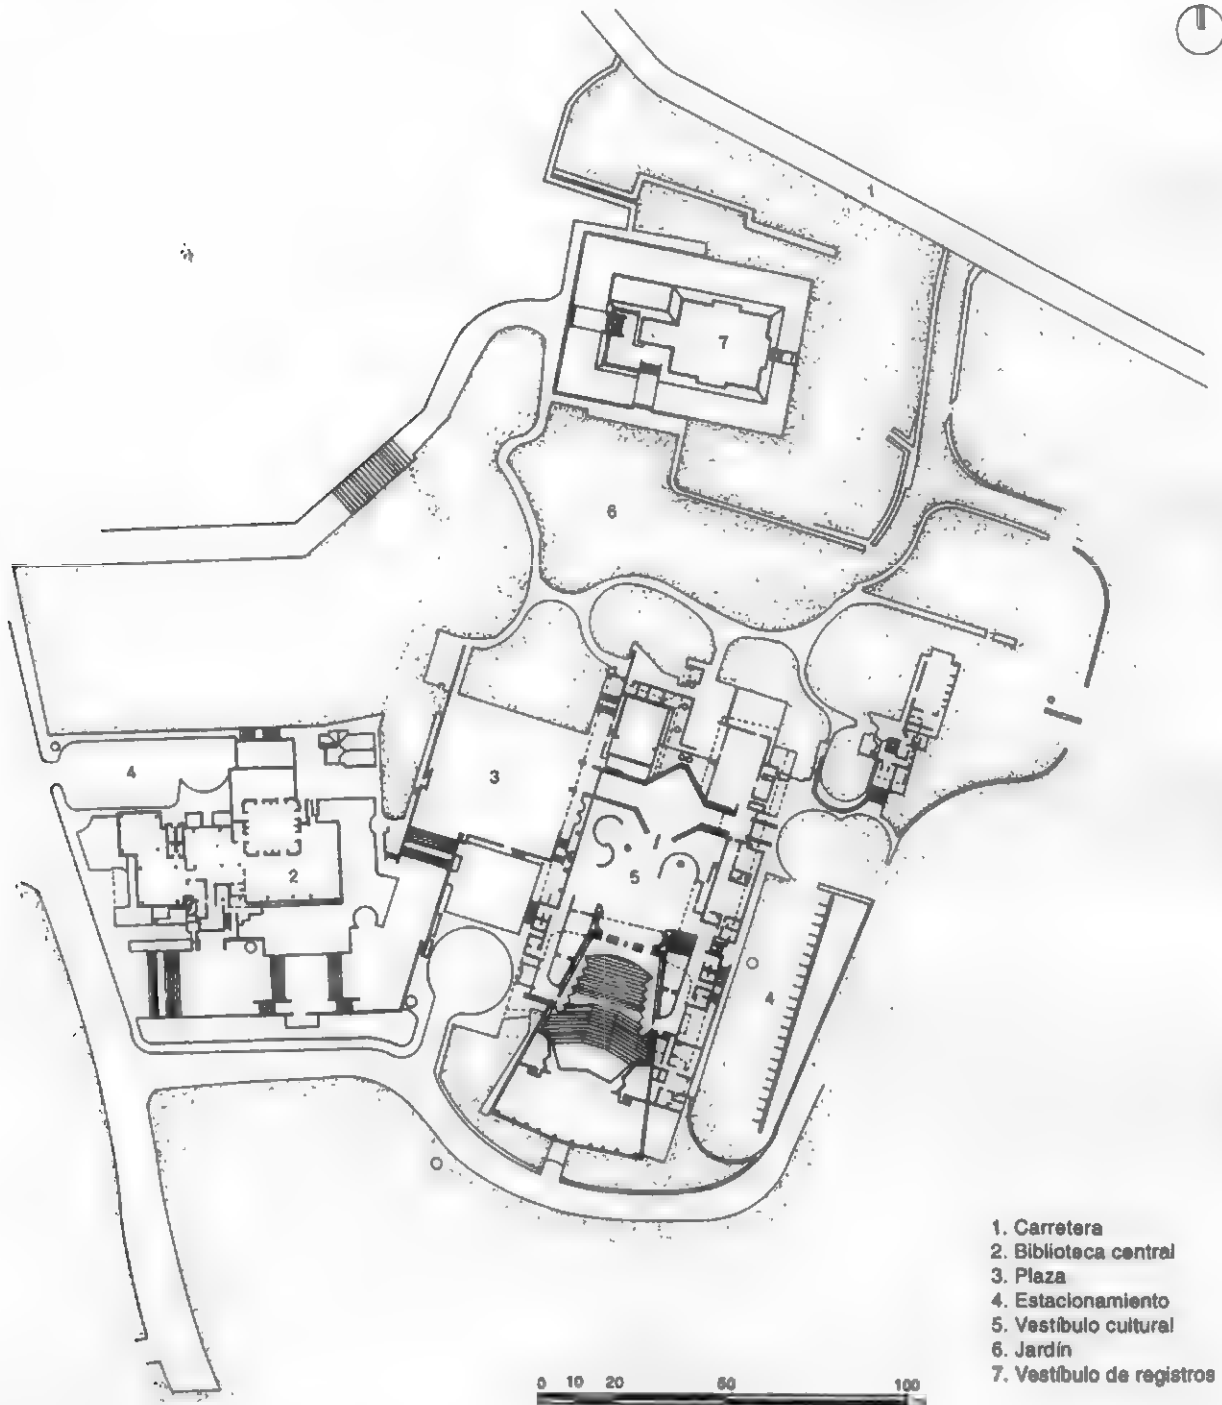 1
7
6
4
3
2
5
4
1. Carretera
2. Biblioteca central
3. Plaza
4. Estacionamiento
5. Vestíbulo cultural
6. Jardín
7. Vestíbulo de registros
0 10 20 60 100